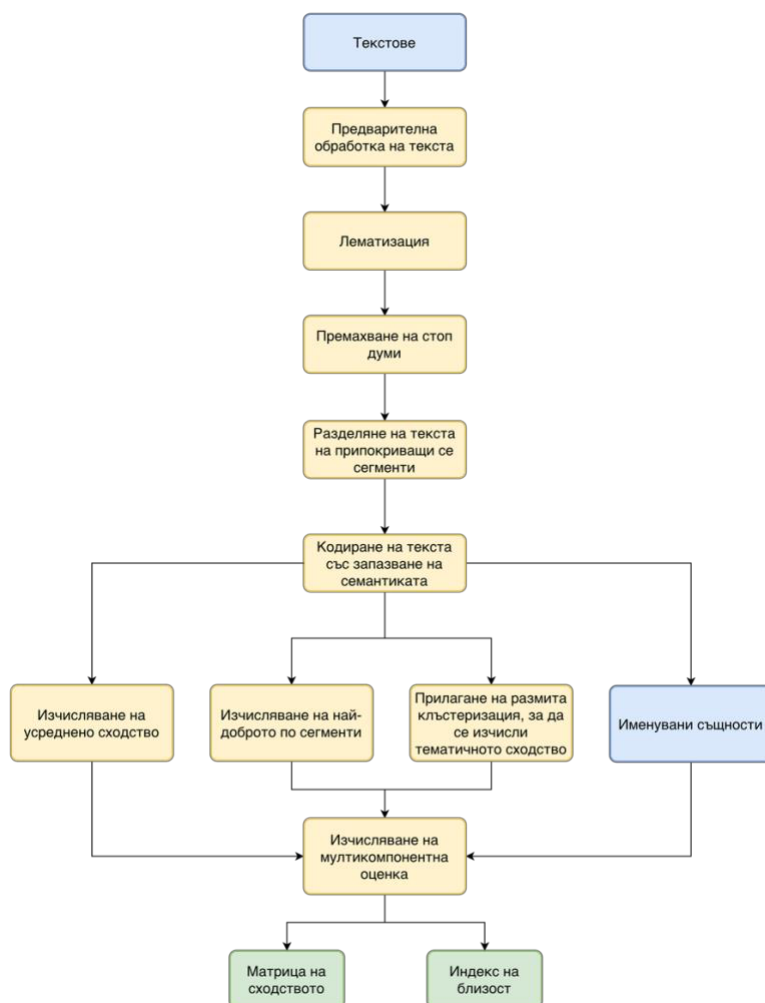 Текстове
Предварителна
обработка на текста
Лематизация
Премахване на стоп
думи
Разделяне на текста
на припокриващи се
сегменти
Кодиране на текста
със запазване на
семантиката
Изчисляване на
усреднено сходство
Изчисляване на най-
доброто по сегменти
Прилагане на размита
клъстеризация, за да
се изчисли
тематичното сходство
Именувани същности
Изчисляване на
мултикомпонентна
оценка
Матрица на
сходството
Индекс на
близост